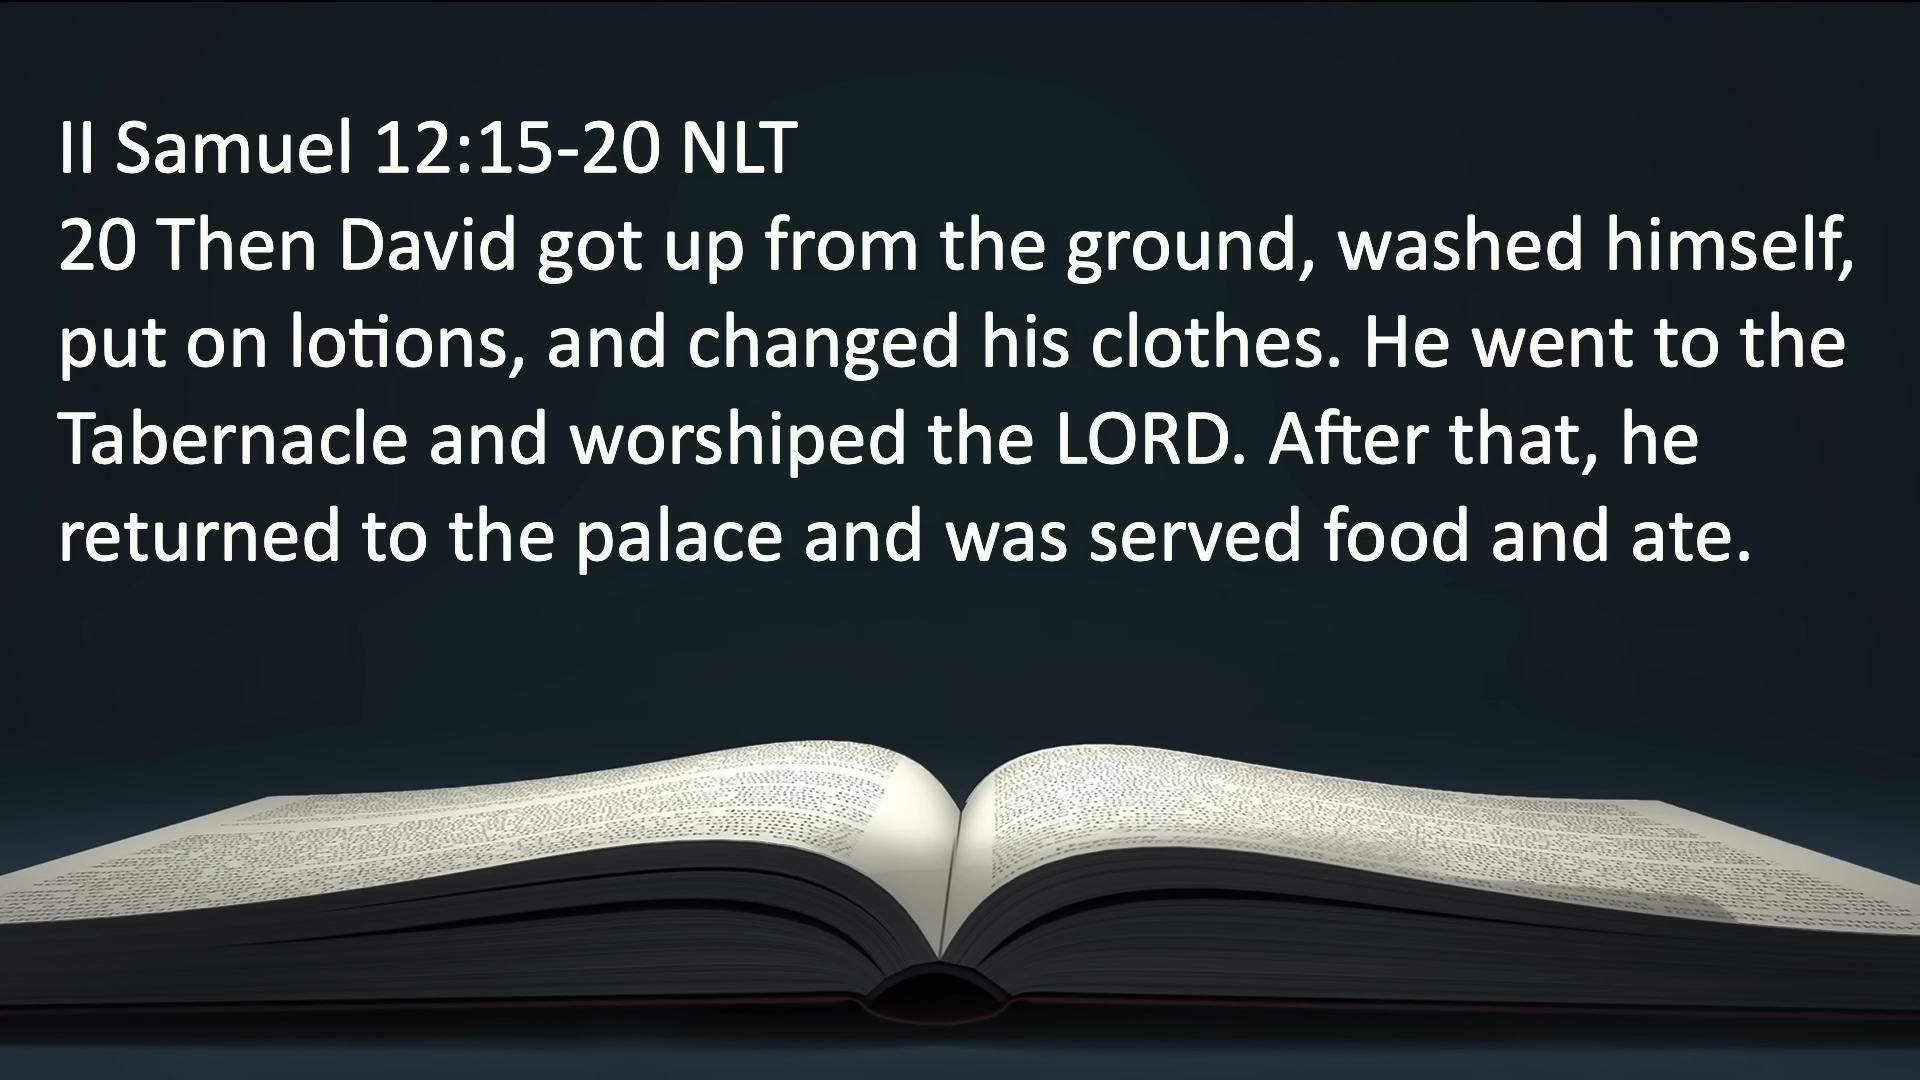 II Samuel 12:15-20 NLT
20 Then David got up from the ground, washed himself,
put on lotions, and changed his clothes. He went to the
Tabernacle and worshiped the LORD. After that, he
returned to the palace and was served food and ate.